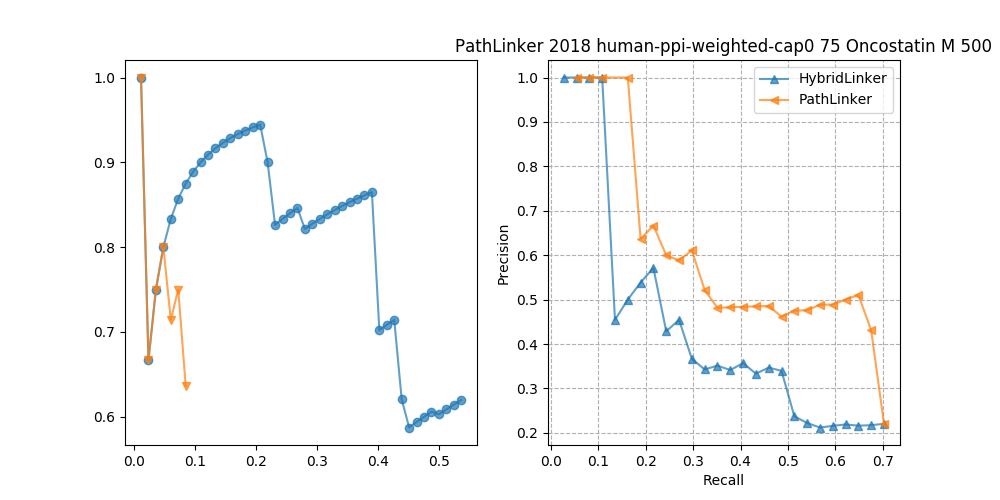 PathLinker 2018 human-ppi-weighted-cap0 75 Oncostatin M 500
1.0
0.9
0.8
0.7
0.6
0.0 0.1 0.2 0.3 0.4 0.5
Precision
1.0
0.9
0.8
0.7
0.6
0.5
0.4
0.3
0.2
HybridLinker
PathLinker
0.0 0.1 0.2 0.3 0.4 0.5 0.6 0.7
Recall